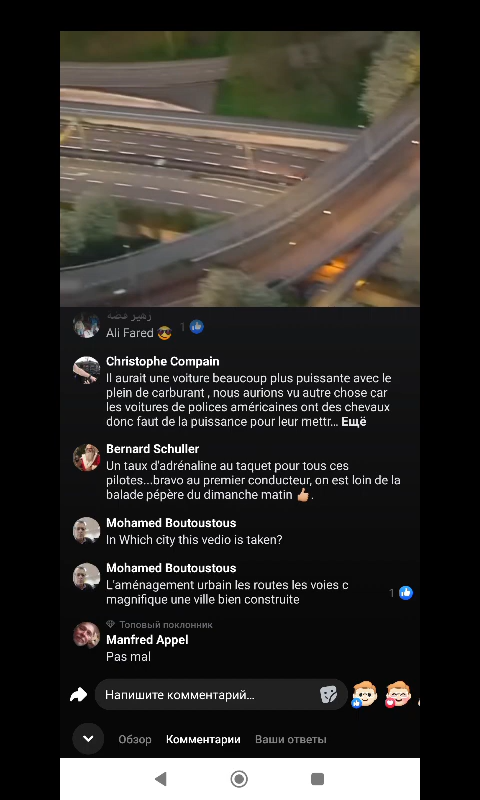 Ali Fared 😎 1
Christophe Compain
Il aurait une voiture beaucoup plus puissante avec le
plein de carburant , nous aurions vu autre chose car
les voitures de polices américaines ont des chevaux
donc faut de la puissance pour leur mettr... Ещё
Bernard Schuller
Un taux d'adrénaline au taquet pour tous ces
pilotes...bravo au premier conducteur, on est loin de la
balade pépère du dimanche matin 👍🏼.
Mohamed Boutoustous
In Which city this vedio is taken?
Mohamed Boutoustous
L'aménagement urbain les routes les voies c
magnifique une ville bien construite
1
Топовый поклонник
Manfred Appel
Pas mal
Напишите комментарий...
Обзор Комментарии Ваши ответы